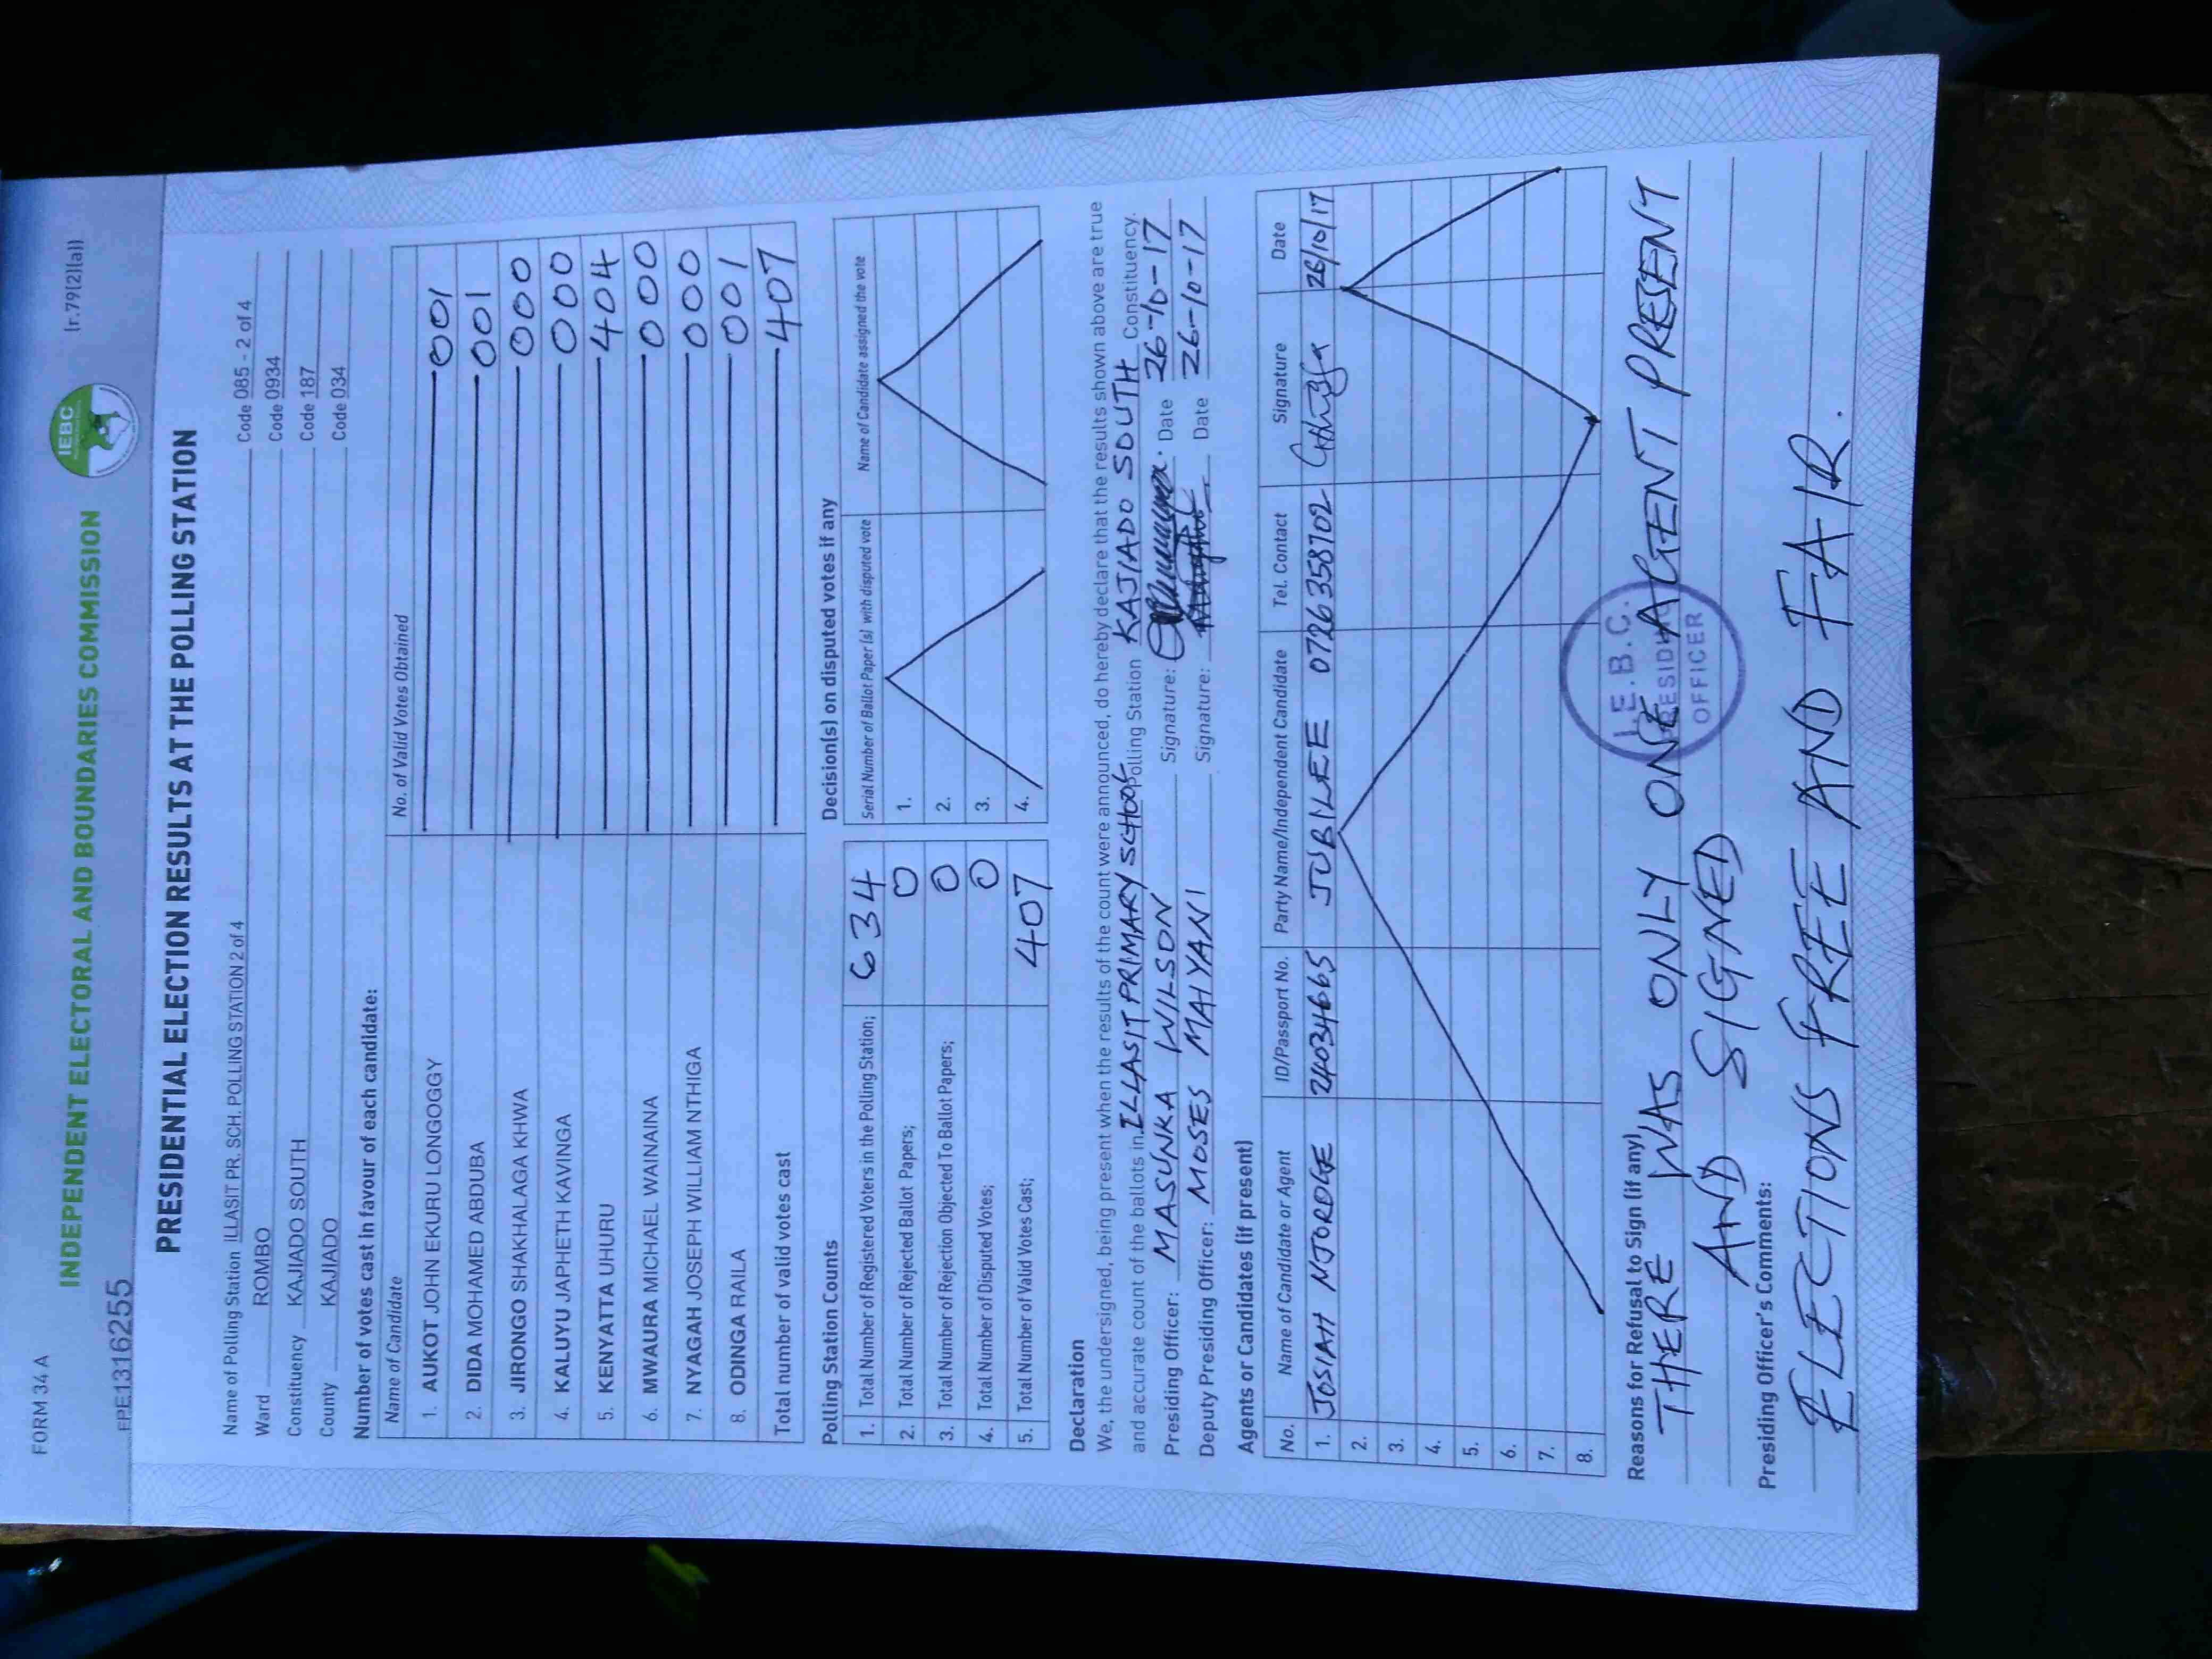 FORM 34 A
INDEPENDENT ELECTORAL AND BOUNDARIES COMMISSION
IEBC
(r.79(2)(a))
EPE1316255
PRESIDENTIAL ELECTION RESULTS AT THE POLLING STATION
Name of Polling Station ILLASIT PR. SCH. POLLING STATION 2 of 4 Code 085 - 2 of 4
Ward ROMBO Code 0934
Constituency KAJIADO SOUTH Code 187
County KAJIADO Code 034
Number of votes cast in favour of each candidate:
Name of Candidate No. of Valid Votes Obtained
1. AUKOT JOHN EKURU LONGOGGY 001
2. DIDA MOHAMED ABDUBA 001
3. JIRONGO SHAKHALAGA KHWA 000
4. KALUYU JAPHETH KAVINGA 000
5. KENYATTA UHURU 404
6. MWAURA MICHAEL WAINAINA 000
7. NYAGAH JOSEPH WILLIAM NTHIGA 000
8. ODINGA RAILA 001
Total number of valid votes cast 407
Polling Station Counts
1. Total Number of Registered Voters in the Polling Station; 634
2. Total Number of Rejected Ballot Papers; 0
3. Total Number of Rejection Objected To Ballot Papers; 0
4. Total Number of Disputed Votes; 0
5. Total Number of Valid Votes Cast; 407
Decision(s) on disputed votes if any
Serial Number of Ballot Paper (s) with disputed vote Name of Candidate assigned the vote
1.
2.
3.
4.
Declaration
We, the undersigned, being present when the results of the count were announced, do hereby declare that the results shown above are true
and accurate count of the ballots in ILLASIT PRIMARY SCHOOL Polling Station KAJIADO SOUTH Constituency.
Presiding Officer: MASUNKA WILSON Signature: Date 26-10-17
Deputy Presiding Officer: MOSES MAIYANI Signature: Date 26-10-17
Agents or Candidates (if present)
No. Name of Candidate or Agent ID/Passport No. Party Name/Independent Candidate Tel. Contact Signature Date
1. JOSIAH NJOROGE 24034665 JUBILEE 0726358702 26/10/17
2.
3.
4.
5.
6.
7.
8.
Reasons for Refusal to Sign (if any)
THERE WAS ONLY ONE AGENT PRESENT
AND SIGNED
I.E.B.C.
PRESIDING
OFFICER
Presiding Officer's Comments:
ELECTIONS FREE AND FAIR.